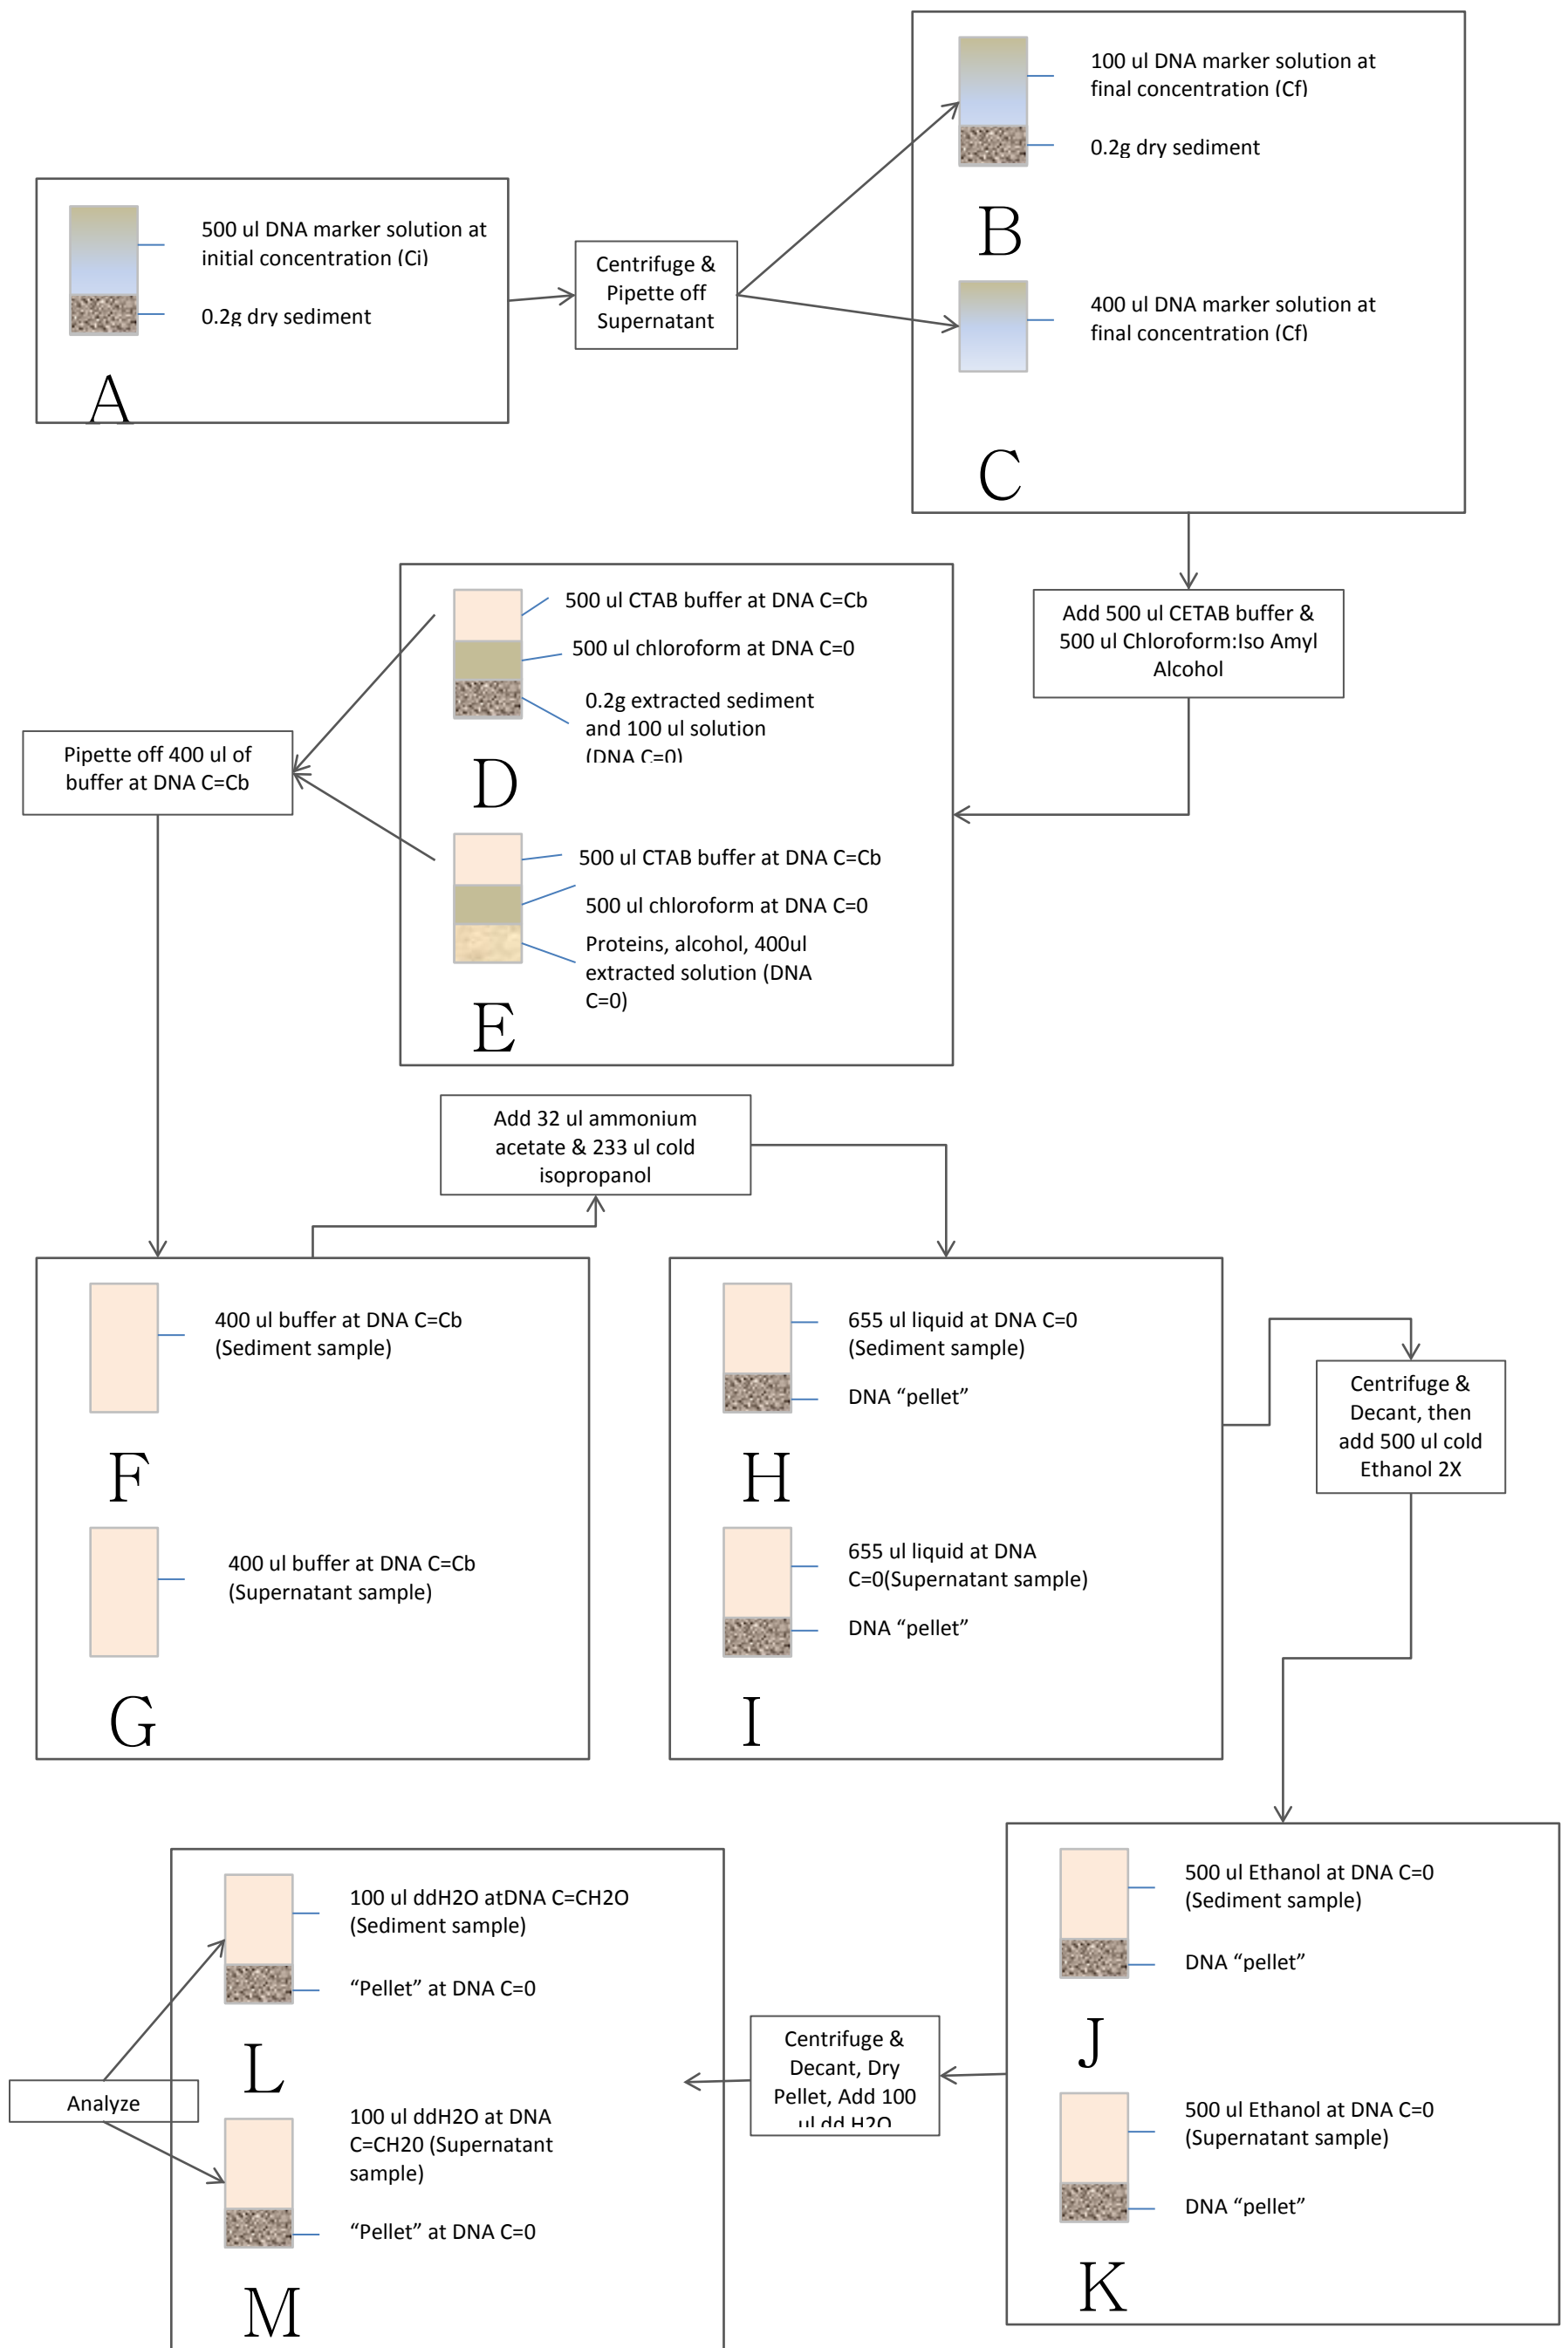 500 ul DNA marker solution at
initial concentration (Ci)
0.2g dry sediment
A
Centrifuge &
Pipette off
Supernatant
100 ul DNA marker solution at
final concentration (Cf)
0.2g dry sediment
B
400 ul DNA marker solution at
final concentration (Cf)
C
Add 500 ul CETAB buffer &
500 ul Chloroform:Iso Amyl
Alcohol
500 ul CTAB buffer at DNA C=Cb
500 ul chloroform at DNA C=0
0.2g extracted sediment
and 100 ul solution
(DNA C=0)
D
500 ul CTAB buffer at DNA C=Cb
500 ul chloroform at DNA C=0
Proteins, alcohol, 400ul
extracted solution (DNA
C=0)
E
Pipette off 400 ul of
buffer at DNA C=Cb
400 ul buffer at DNA C=Cb
(Sediment sample)
F
400 ul buffer at DNA C=Cb
(Supernatant sample)
G
Add 32 ul ammonium
acetate & 233 ul cold
isopropanol
655 ul liquid at DNA C=0
(Sediment sample)
DNA “pellet”
H
655 ul liquid at DNA
C=0(Supernatant sample)
DNA “pellet”
I
Centrifuge &
Decant, then
add 500 ul cold
Ethanol 2X
500 ul Ethanol at DNA C=0
(Sediment sample)
DNA “pellet”
J
500 ul Ethanol at DNA C=0
(Supernatant sample)
DNA “pellet”
K
Centrifuge &
Decant, Dry
Pellet, Add 100
ul dd H2O
100 ul ddH2O atDNA C=CH2O
(Sediment sample)
“Pellet” at DNA C=0
L
100 ul ddH2O at DNA
C=CH20 (Supernatant
sample)
“Pellet” at DNA C=0
M
Analyze